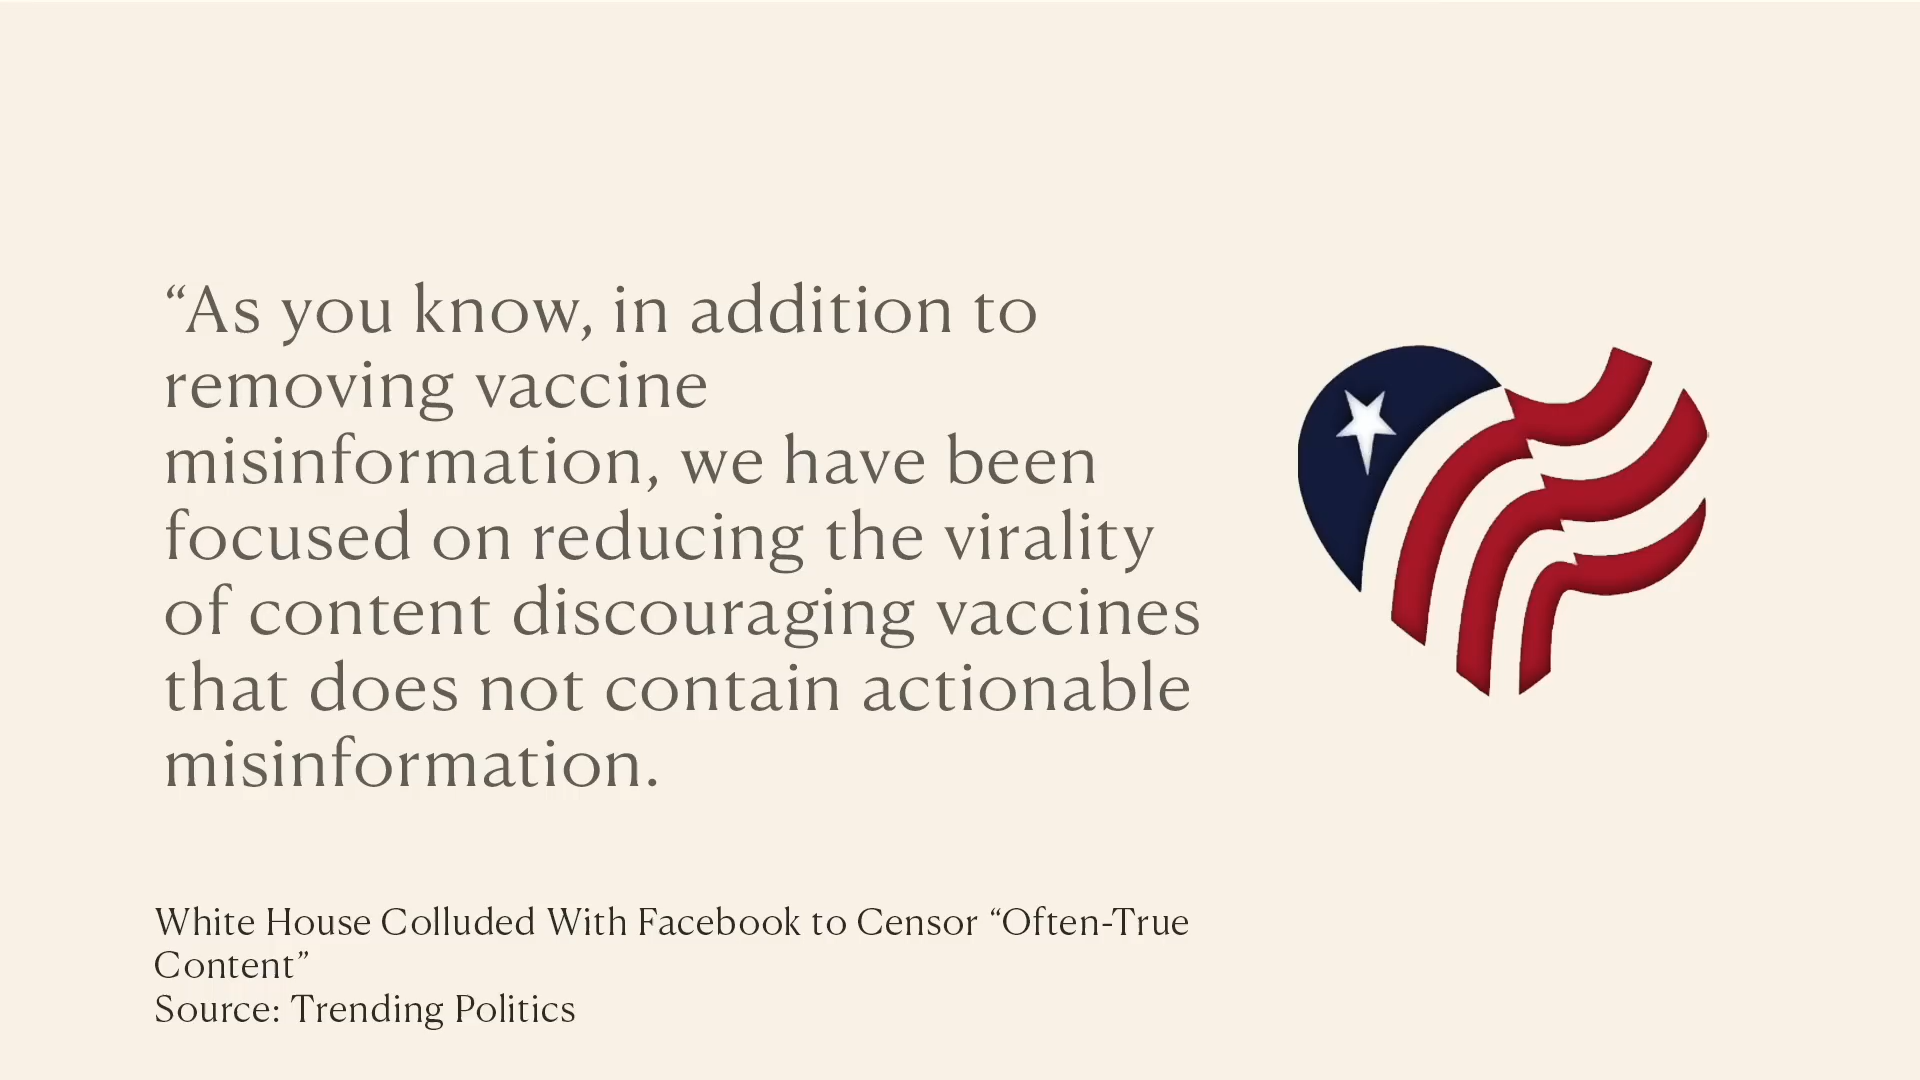 “As you know, in addition to
removing vaccine
misinformation, we have been
focused on reducing the virality
of content discouraging vaccines
that does not contain actionable
misinformation.
White House Colluded With Facebook to Censor “Often-True
Content”
Source: Trending Politics